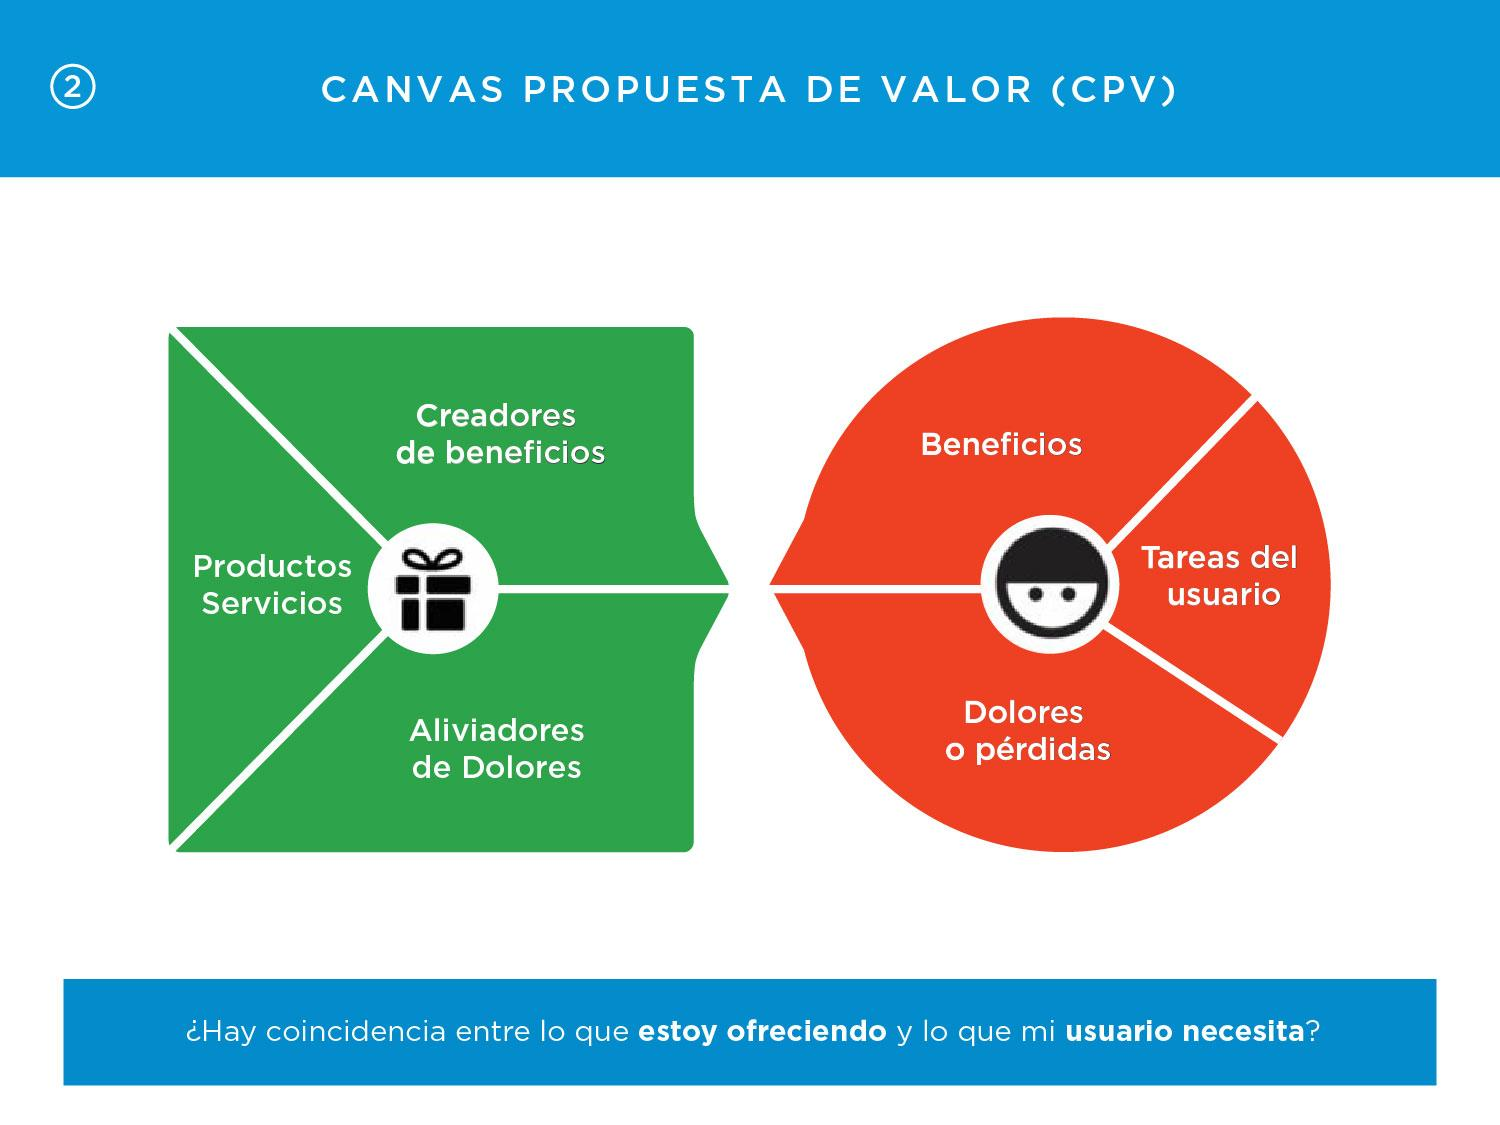 2
CANVAS PROPUESTA DE VALOR (CPV)
Creadores
de beneficios
Productos
Servicios
Aliviadores
de Dolores
Beneficios
Tareas del
usuario
Dolores
o pérdidas
¿Hay coincidencia entre lo que estoy ofreciendo y lo que mi usuario necesita?